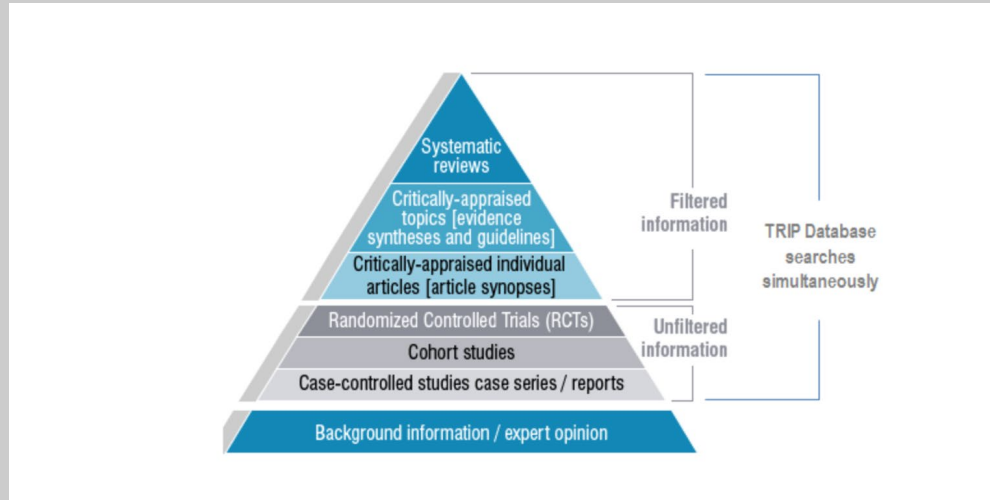 Systematic
reviews
Critically-appraised
topics [evidence
syntheses and guidelines]
Critically-appraised individual
articles [article synopses]
Randomized Controlled Trials (RCTs)
Cohort studies
Case-controlled studies case series / reports
Background information / expert opinion
Filtered
information
Unfiltered
information
TRIP Database
searches
simultaneously